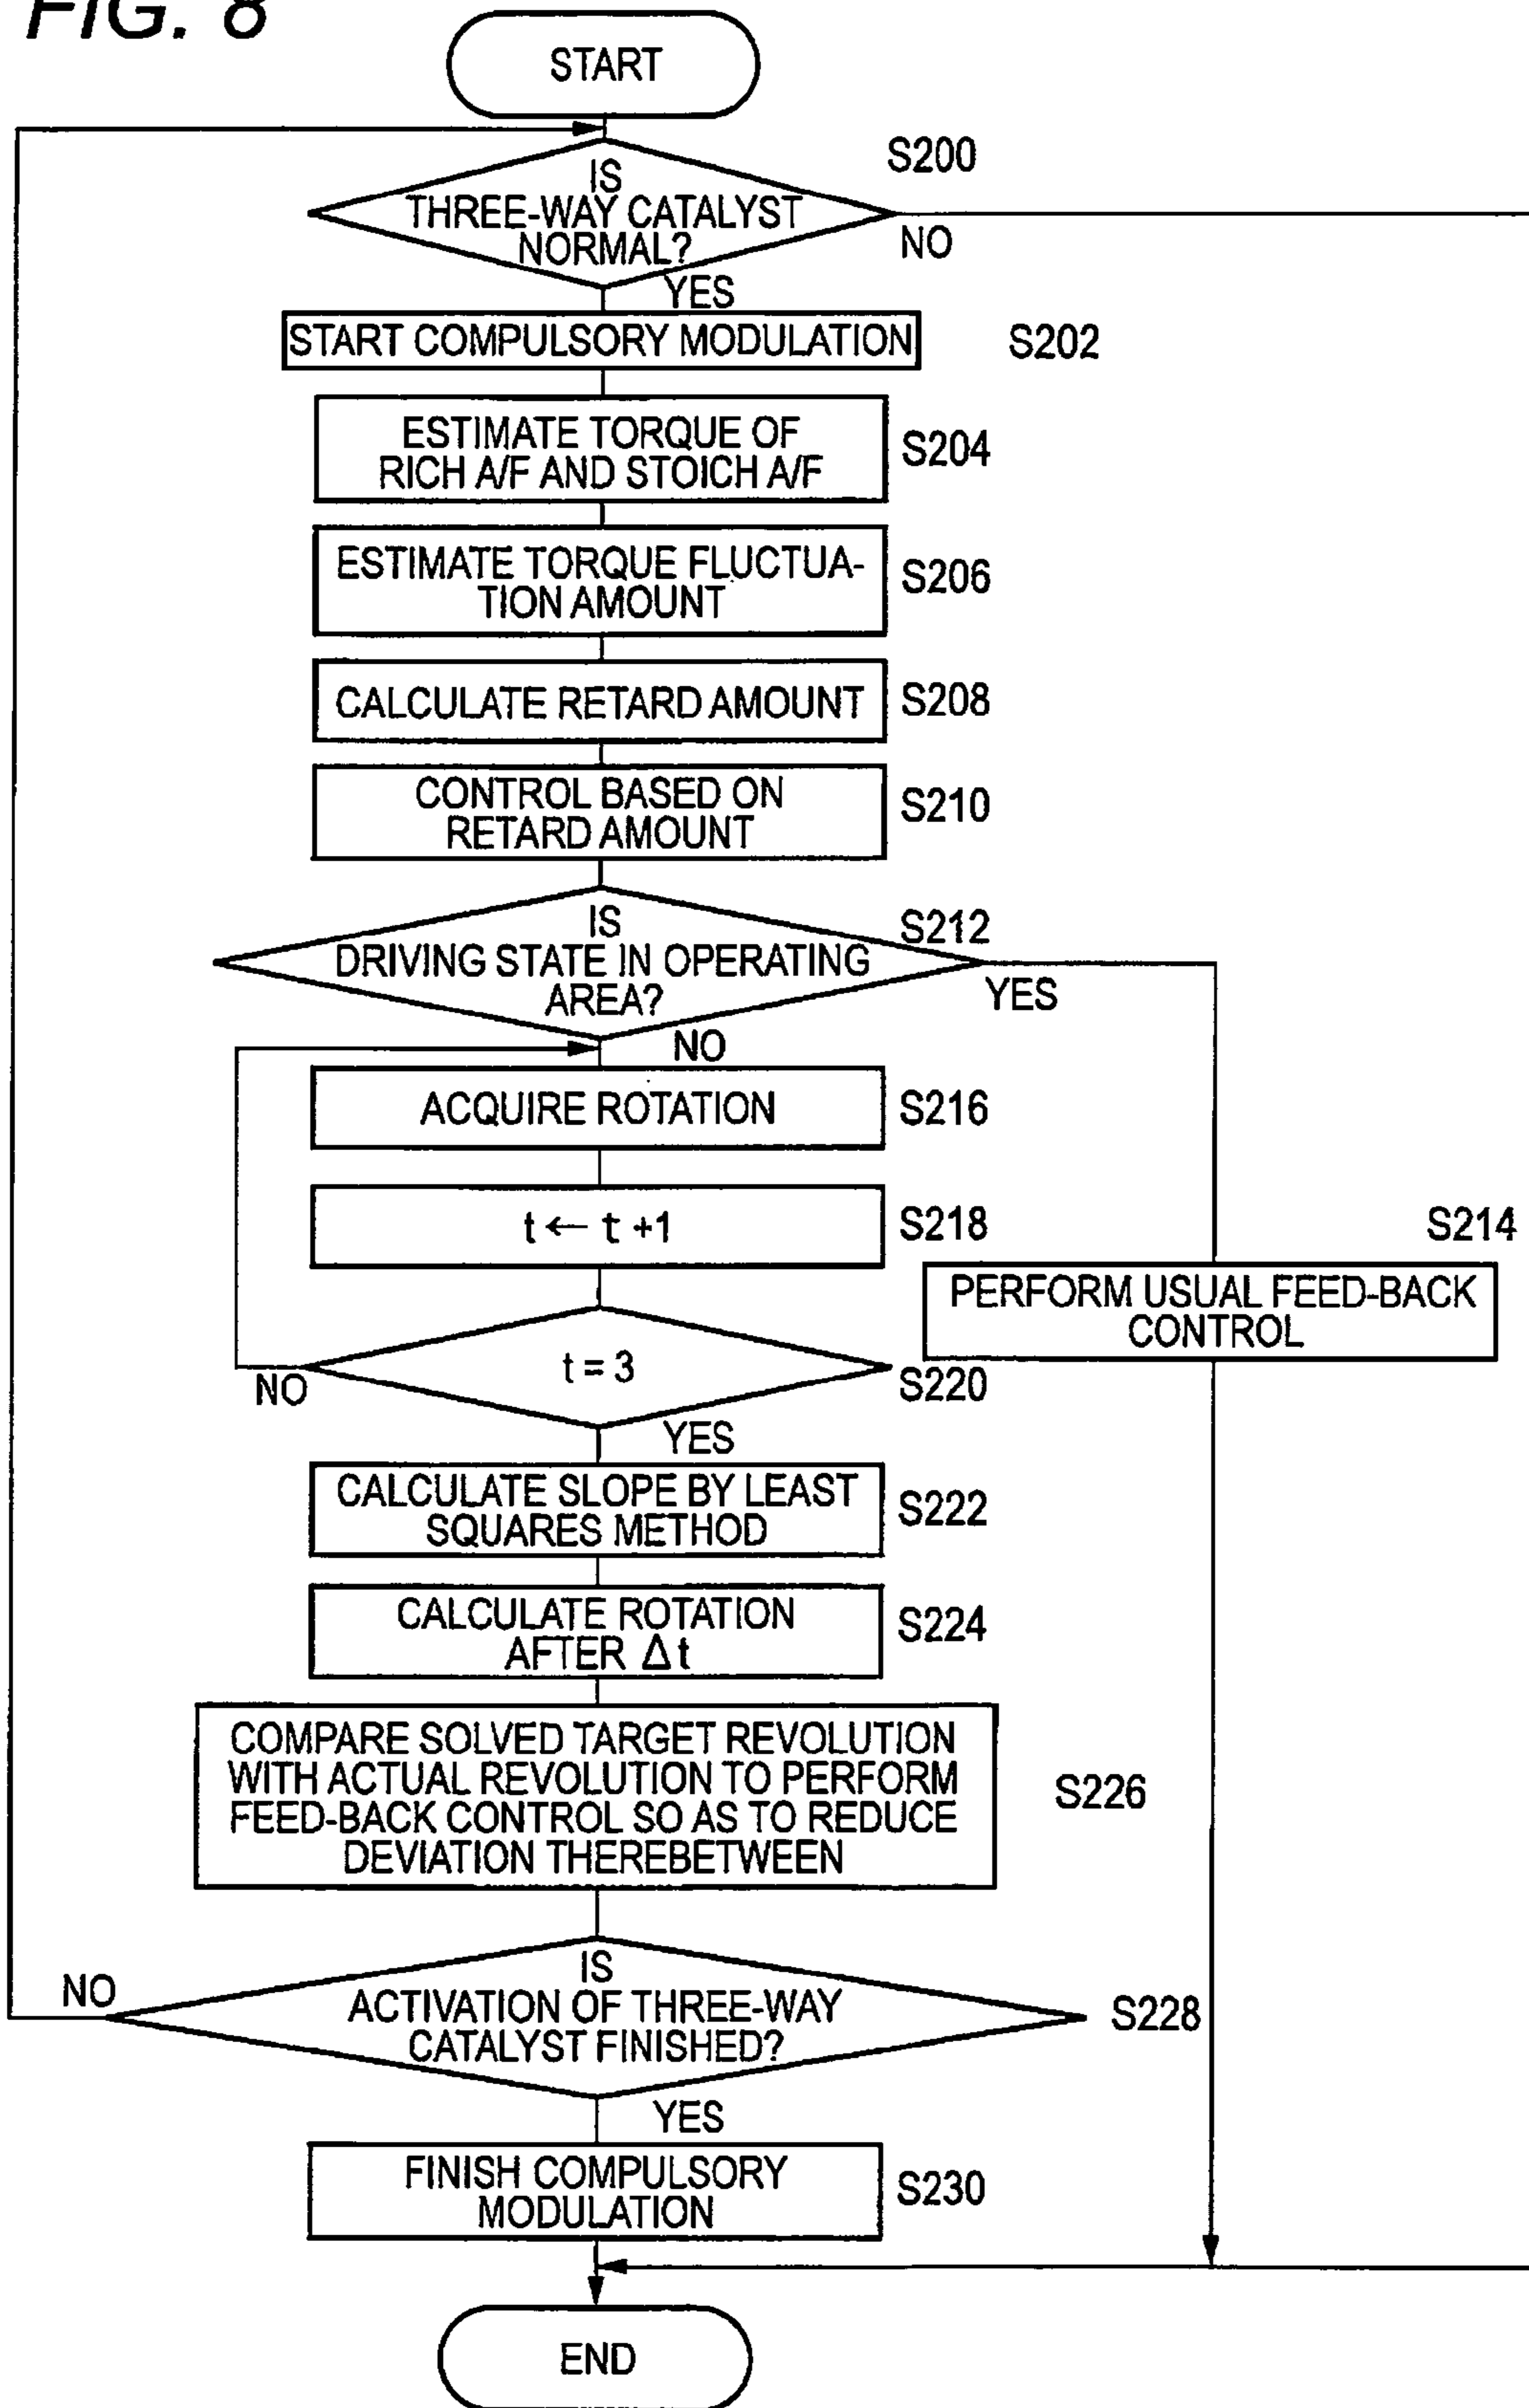 FIG. 8
START
IS
THREE-WAY CATALYST
NORMAL?
S200
NO
YES
START COMPULSORY MODULATION
S202
ESTIMATE TORQUE OF
RICH A/F AND STOICH A/F
S204
ESTIMATE TORQUE FLUCTUA-
TION AMOUNT
S206
CALCULATE RETARD AMOUNT
S208
CONTROL BASED ON
RETARD AMOUNT
S210
IS
DRIVING STATE IN OPERATING
AREA?
S212
YES
NO
ACQUIRE ROTATION
S216
t ← t +1
S218
S214
PERFORM USUAL FEED-BACK
CONTROL
t = 3
S220
NO
YES
CALCULATE SLOPE BY LEAST
SQUARES METHOD
S222
CALCULATE ROTATION
AFTER Δt
S224
COMPARE SOLVED TARGET REVOLUTION
WITH ACTUAL REVOLUTION TO PERFORM
FEED-BACK CONTROL SO AS TO REDUCE
DEVIATION THEREBETWEEN
S226
NO
IS
ACTIVATION OF THREE-WAY
CATALYST FINISHED?
S228
YES
FINISH COMPULSORY
MODULATION
S230
END